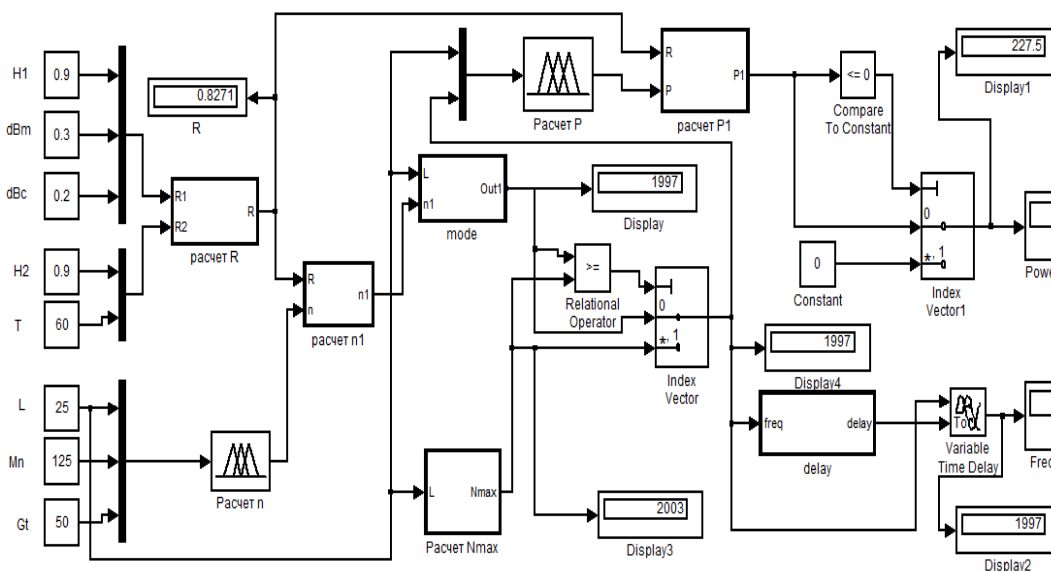 H1
0.9
dBm
0.3
dBc
0.2
H2
0.9
T
60
L
25
Mn
125
Gt
50
0.8271
R
R1
R2
R
расчет R
R
n
n1
расчет n1
Расчет n
Расчет P
R
P
P1
расчет P1
L
n1
Out1
mode
1997
Display
>=
Relational
Operator
0
*, 1
Index
Vector
L
Nmax
Расчет Nmax
2003
Display3
1997
Display4
freq
delay
delay
To
Variable
Time Delay
1997
Display2
<= 0
Compare
To Constant
0
Constant
0
*, 1
Index
Vector1
227.5
Display1
Powe
Freq